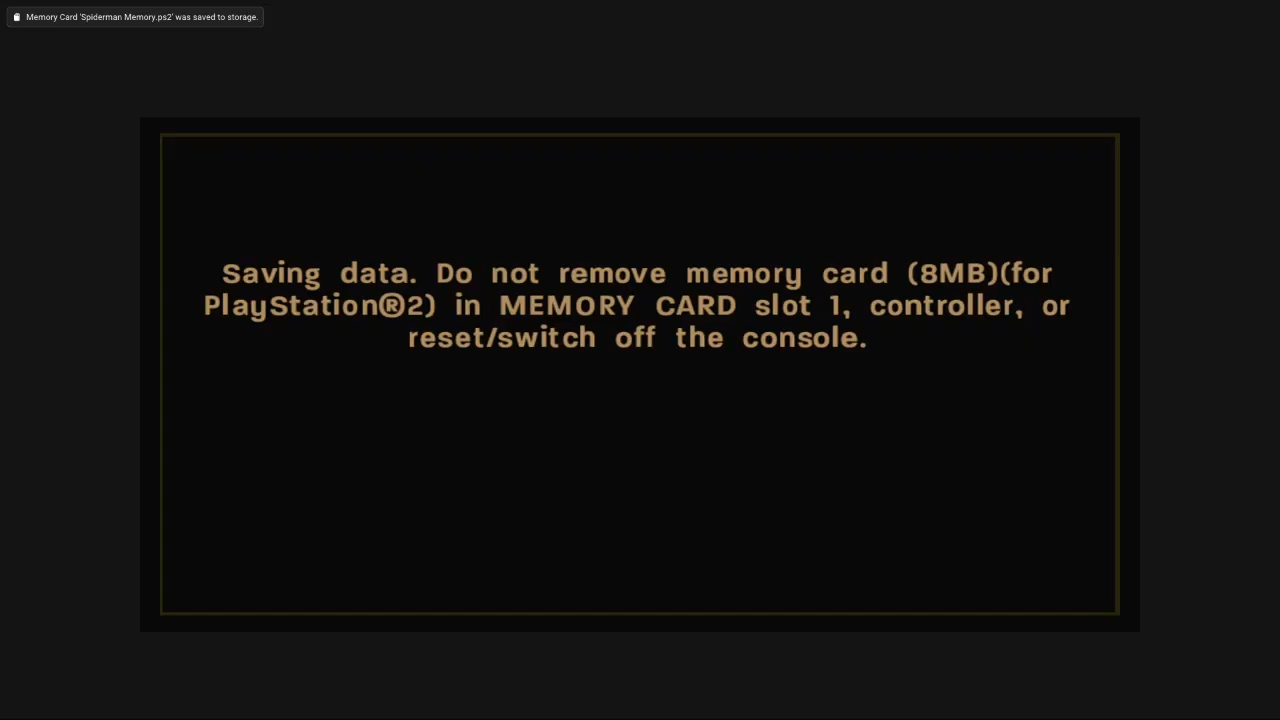 Memory Card 'Spiderman Memory.ps2' was saved to storage.
Saving data. Do not remove memory card (8MB)(for
PlayStation®2) in MEMORY CARD slot 1, controller, or
reset/switch off the console.